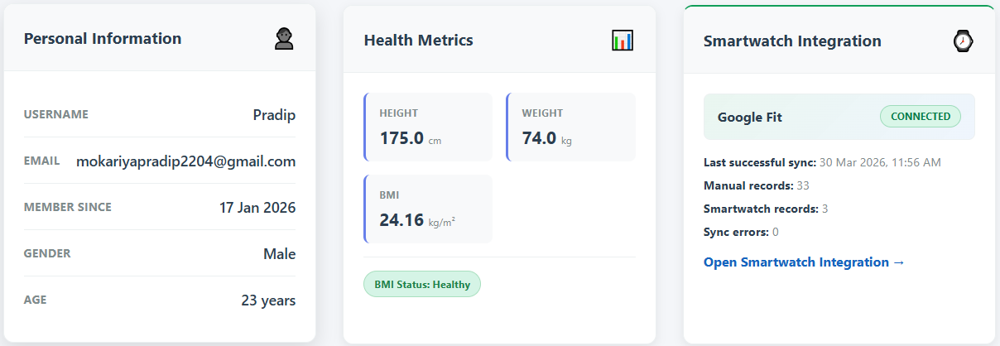 Personal Information
USERNAME Pradip
EMAIL mokariyapradip2204@gmail.com
MEMBER SINCE 17 Jan 2026
GENDER Male
AGE 23 years
Health Metrics
HEIGHT
175.0 cm
WEIGHT
74.0 kg
BMI
24.16 kg/m²
BMI Status: Healthy
Smartwatch Integration
Google Fit CONNECTED
Last successful sync: 30 Mar 2026, 11:56 AM
Manual records: 33
Smartwatch records: 3
Sync errors: 0
Open Smartwatch Integration →